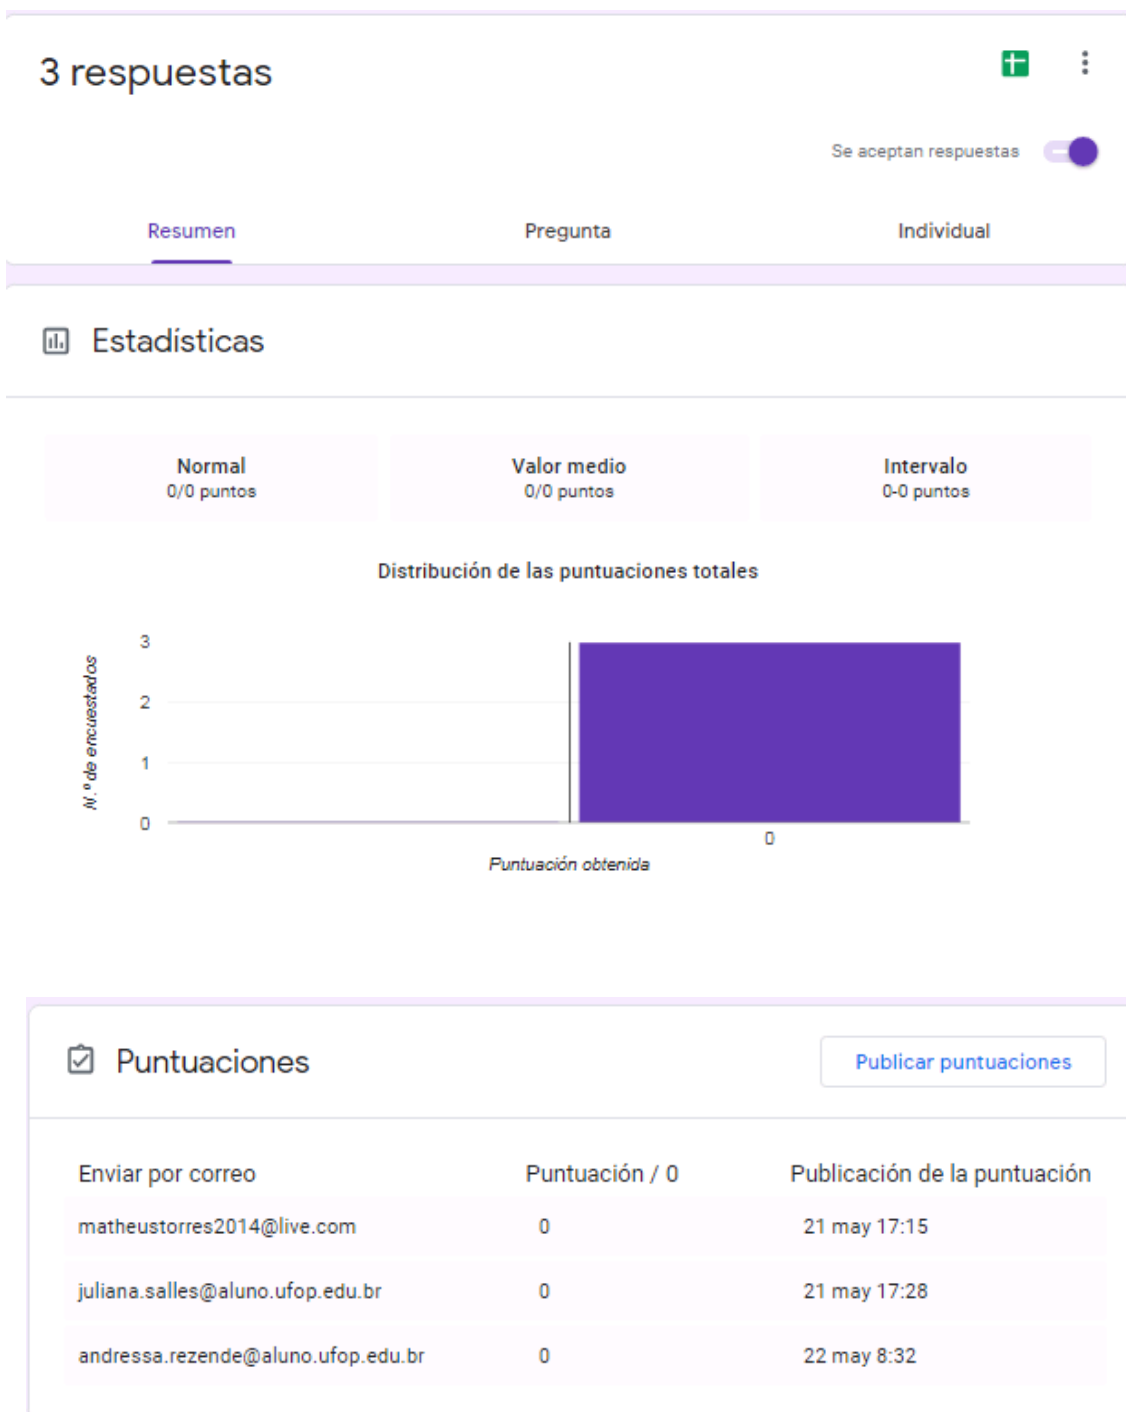 3 respuestas
Se aceptan respuestas
Resumen Pregunta Individual
Estadísticas
Normal Valor medio Intervalo
0/0 puntos 0/0 puntos 0-0 puntos
Distribución de las puntuaciones totales
3
2
1
0
N.º de encuestados
0
Puntuación obtenida
Puntuaciones Publicar puntuaciones
Enviar por correo Puntuación / 0 Publicación de la puntuación
matheustorres2014@live.com 0 21 may 17:15
juliana.salles@aluno.ufop.edu.br 0 21 may 17:28
andressa.rezende@aluno.ufop.edu.br 0 22 may 8:32